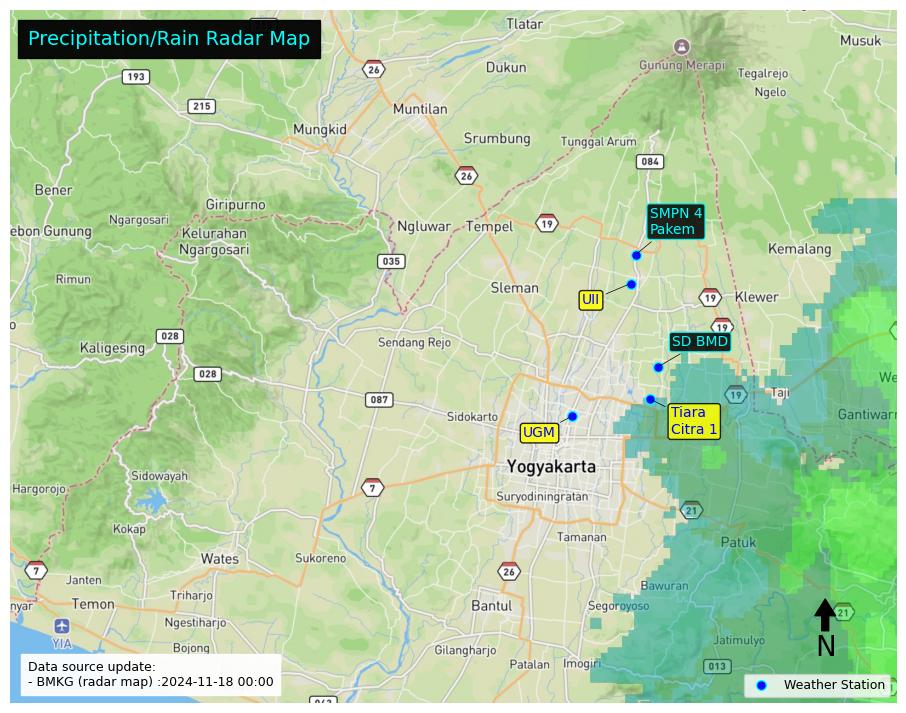 Precipitation/Rain Radar Map
Tlatar
Musuk
Gunung Merapi
26
Dukun
193
Tegalrejo
Ngelo
215
Muntilan
Mungkid
Srumbung
Tunggal Arum
084
26
Bener
Giripurno
SMPN 4
Pakem
Ngargosari
Ngluwar
Tempel
19
ebon Gunung
Kelurahan
Ngargosari
Kemalang
035
Rimun
Sleman
UII
19
Klewer
19
028
Sendang Rejo
SD BMD
Kaligesing
028
We
087
19
Taji
Sidokarto
Tiara
Citra 1
Gantiwar
UGM
Yogyakarta
Sidowayah
Hargorojo
7
Suryodiningratan
21
Kokap
Tamanan
Patuk
Wates
Sukoreno
7
26
Janten
Bawuran
Triharjo
nyar
Temon
Bantul
Segoroyoso
21
Ngestiharjo
YIA
Jatimulyo
N
Bojong
Gilangharjo
Patalan
Imogiri
013
Data source update:
- BMKG (radar map) :2024-11-18 00:00
Weather Station